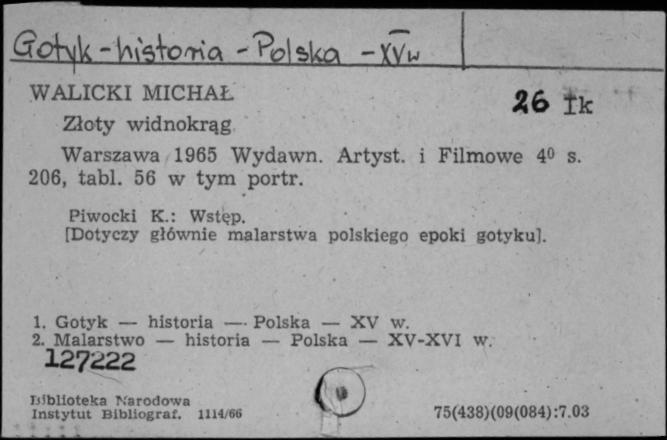 Gotyk - historia - Polska - XV w
WALICKI MICHAŁ
26 Ik
Złoty widnokrąg
Warszawa 1965 Wydawn. Artyst. i Filmowe 4⁰ s.
206, tabl. 56 w tym portr.
Piwocki K.: Wstęp.
[Dotyczy głównie malarstwa polskiego epoki gotyku].
1. Gotyk — historia — Polska — XV w.
2. Malarstwo — historia — Polska — XV-XVI w.
127222
Biblioteka Narodowa
Instytut Bibliograf. 1114/66
75(438)(09(084):7.03